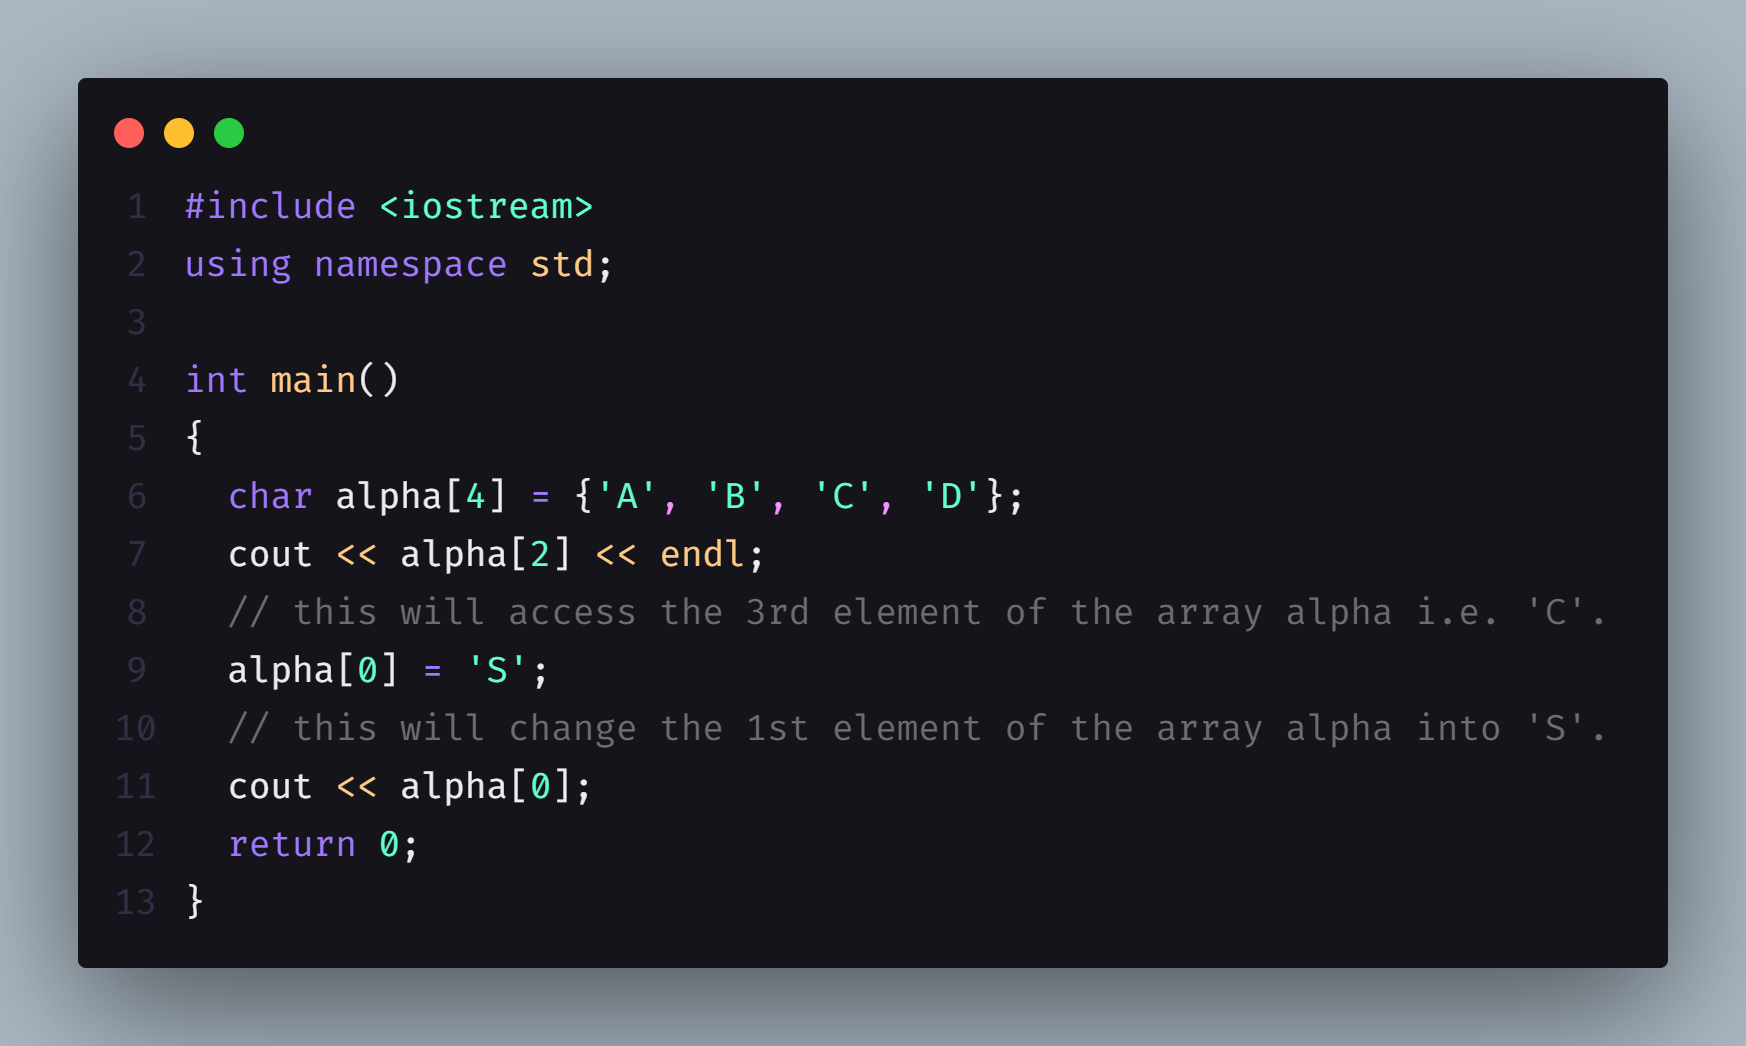 1 #include <iostream>
2 using namespace std;
3
4 int main()
5 {
6   char alpha[4] = {'A', 'B', 'C', 'D'};
7   cout << alpha[2] << endl;
8   // this will access the 3rd element of the array alpha i.e. 'C'.
9   alpha[0] = 'S';
10   // this will change the 1st element of the array alpha into 'S'.
11   cout << alpha[0];
12   return 0;
13 }